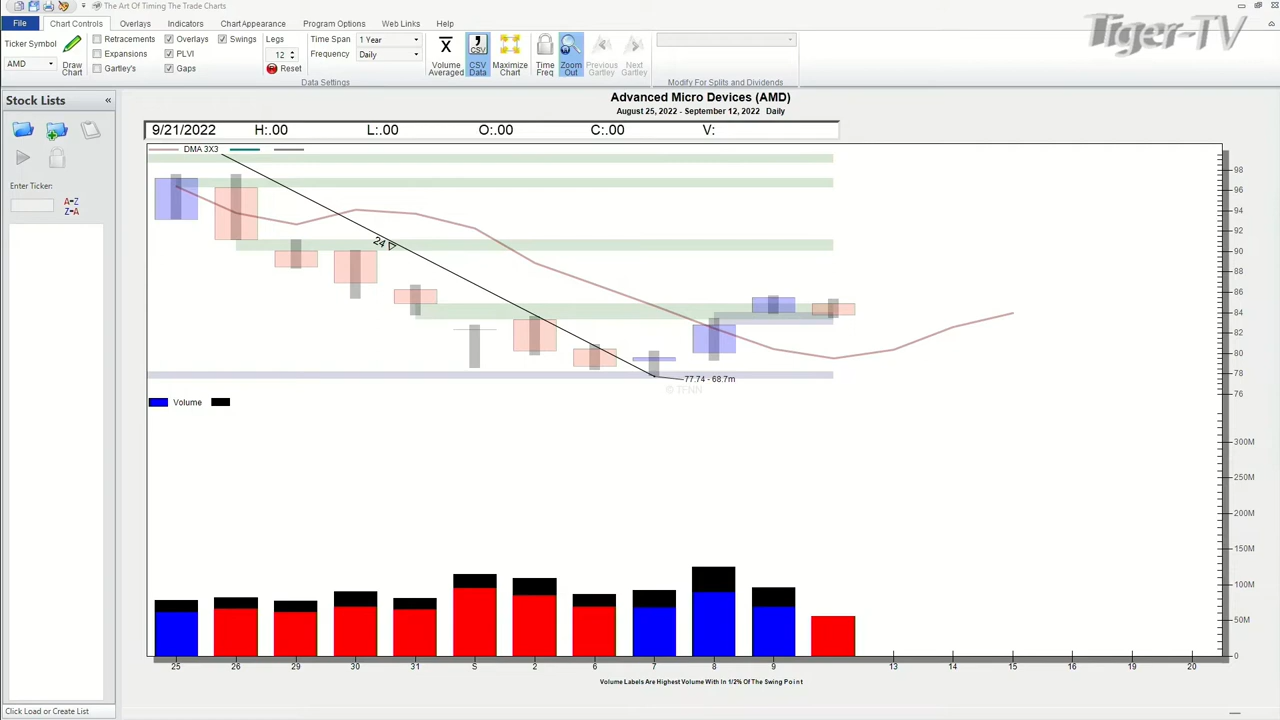 The Art of Timing The Trade Charts
Tiger-TV
File
Chart Controls
Overlays
Indicators
Chart Appearance
Program Options
Web Links
Help
Ticker Symbol
AMD
Draw Chart
Retracements
Expansions
Gartley's
Overlays
PLVI
Gaps
Swings
Legs
12
Reset
Time Span
1 Year
Frequency
Daily
Data Settings
Volume Averaged
CSV Data
Maximize Chart
Time Freq
Zoom Out
Previous Gartley
Next Gartley
Modify For Splits and Dividends
Stock Lists
«
Enter Ticker:
A-Z
Z-A
Click Load or Create List
Advanced Micro Devices (AMD)
August 25, 2022 - September 12, 2022 Daily
9/21/2022 H:.00 L:.00 O:.00 C:.00 V:
DMA 3X3
98
96
94
92
90
88
86
84
82
80
78
76
24
77.74 - 68.7m
© TFNN
Volume
300M
250M
200M
150M
100M
50M
0
25 26 29 30 31 S 2 6 7 8 9 13 14 15 16 19 20
Volume Labels Are Highest Volume With In 1/2% Of The Swing Point